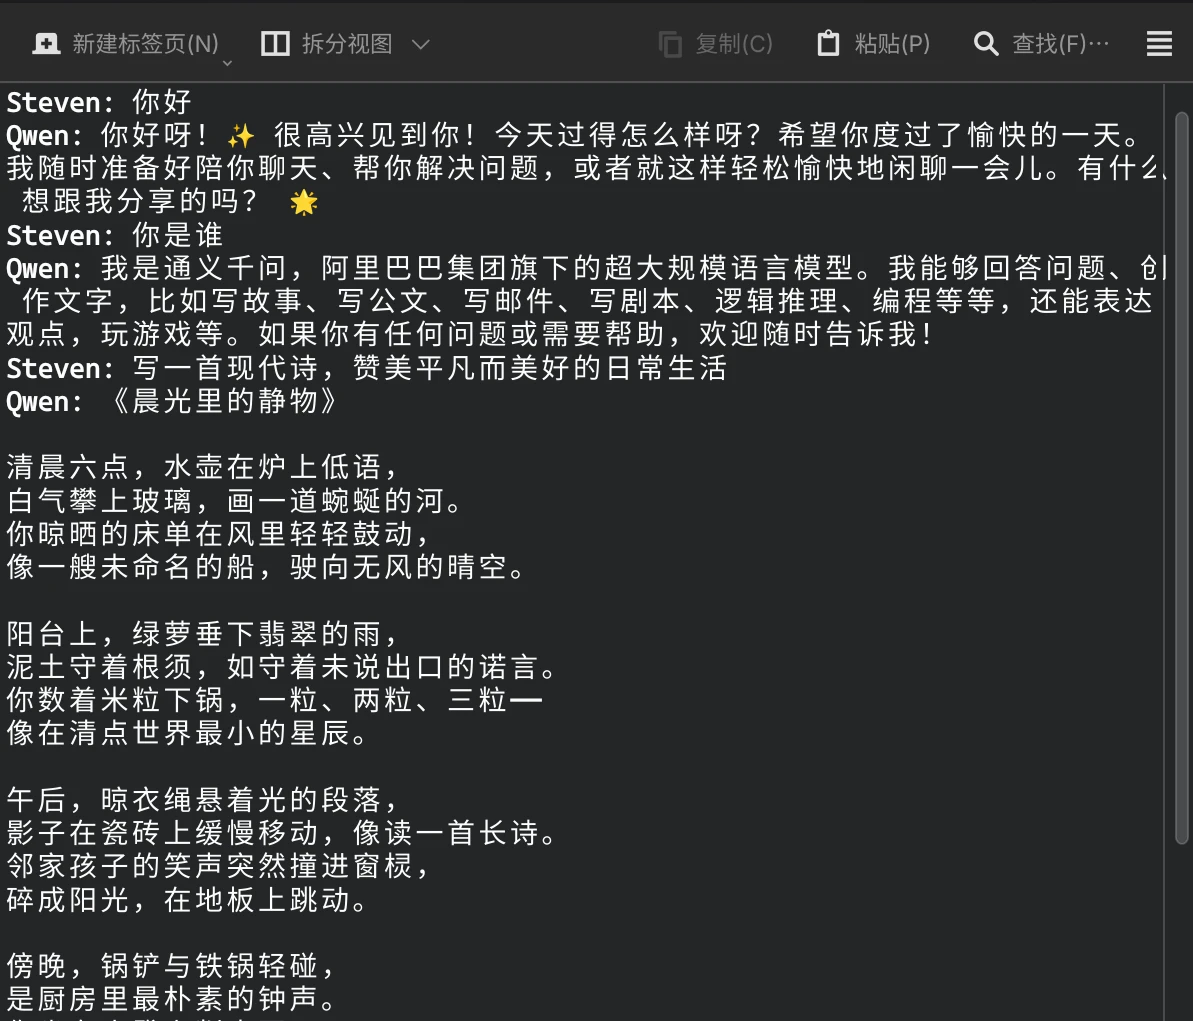 新建标签页(N) 拆分视图 复制(C) 粘贴(P) 查找(F)…
Steven: 你好
Qwen: 你好呀！✨ 很高兴见到你！今天过得怎么样呀？希望你度过了愉快的一天。
我随时准备好陪你聊天、帮你解决问题，或者就这样轻松愉快地闲聊一会儿。有什么
想跟我分享的吗？ 🌟
Steven: 你是谁
Qwen: 我是通义千问，阿里巴巴集团旗下的超大规模语言模型。我能够回答问题、创
作文字，比如写故事、写公文、写邮件、写剧本、逻辑推理、编程等等，还能表达
观点，玩游戏等。如果你有任何问题或需要帮助，欢迎随时告诉我！
Steven: 写一首现代诗，赞美平凡而美好的日常生活
Qwen: 《晨光里的静物》
清晨六点，水壶在炉上低语，
白气攀上玻璃，画一道蜿蜒的河。
你晾晒的床单在风里轻轻鼓动，
像一艘未命名的船，驶向无风的晴空。
阳台上，绿萝垂下翡翠的雨，
泥土守着根须，如守着未说出口的诺言。
你数着米粒下锅，一粒、两粒、三粒——
像在清点世界最小的星辰。
午后，晾衣绳悬着光的段落，
影子在瓷砖上缓慢移动，像读一首长诗。
邻家孩子的笑声突然撞进窗棂，
碎成阳光，在地板上跳动。
傍晚，锅铲与铁锅轻碰，
是厨房里最朴素的钟声。